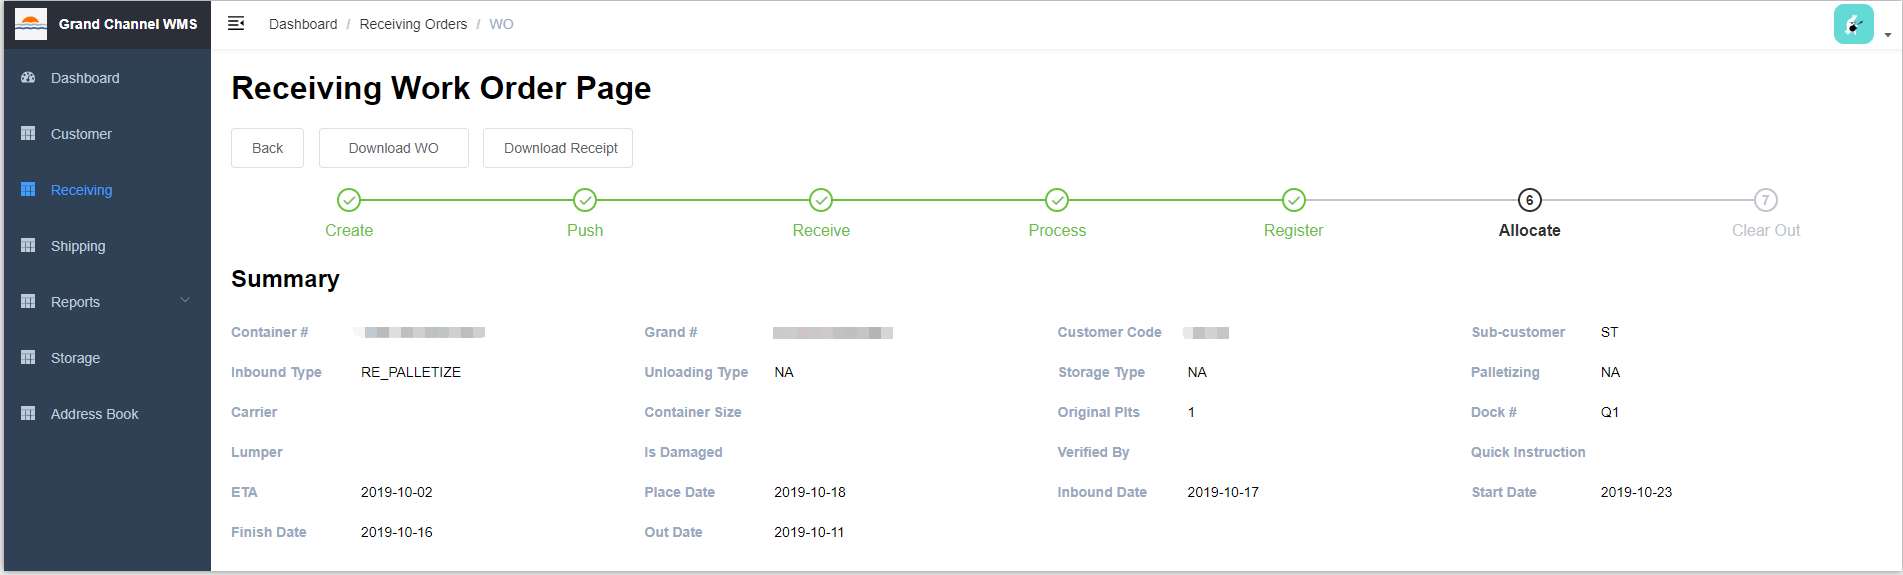 Grand Channel WMS
Dashboard
Customer
Receiving
Shipping
Reports
Storage
Address Book
Dashboard / Receiving Orders / WO
Receiving Work Order Page
Back Download WO Download Receipt
6 7
Create Push Receive Process Register Allocate Clear Out
Summary
Container # Grand # Customer Code Sub-customer ST
Inbound Type RE_PALLETIZE Unloading Type NA Storage Type NA Palletizing NA
Carrier Container Size Original Plts 1 Dock # Q1
Lumper Is Damaged Verified By Quick Instruction
ETA 2019-10-02 Place Date 2019-10-18 Inbound Date 2019-10-17 Start Date 2019-10-23
Finish Date 2019-10-16 Out Date 2019-10-11